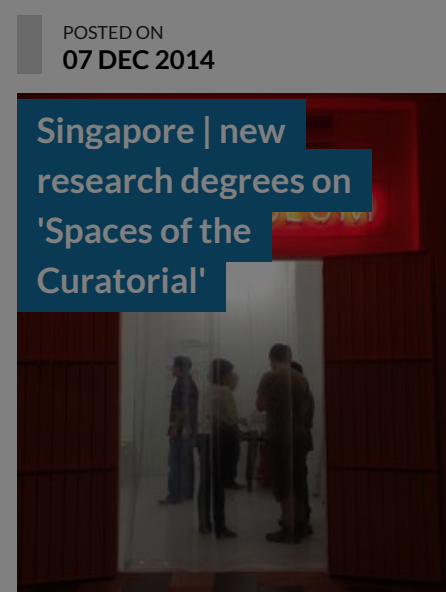 POSTED ON
07 DEC 2014
Singapore | new
research degrees on
'Spaces of the
Curatorial'